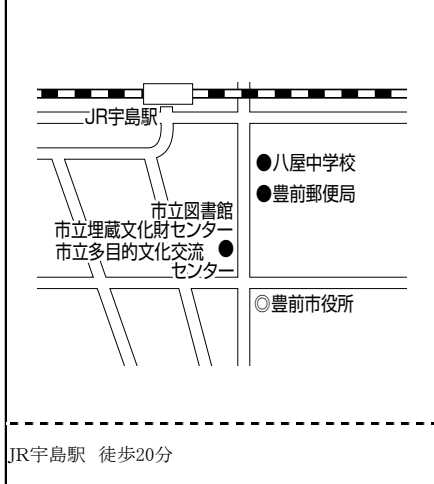 JR宇島駅
●八屋中学校
●豊前郵便局
市立図書館
市立埋蔵文化財センター
市立多目的文化交流
センター
◎豊前市役所
JR宇島駅 徒歩20分